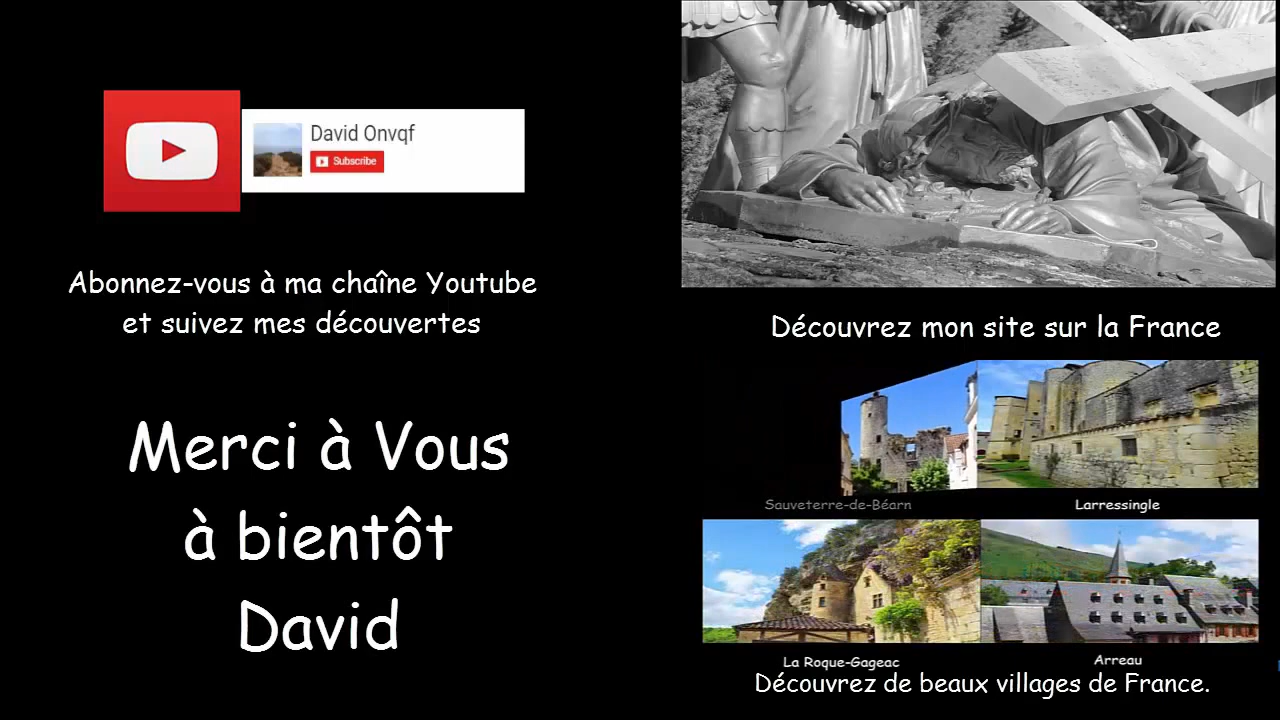 David Onvqf
Subscribe
Abonnez-vous à ma chaîne Youtube
et suivez mes découvertes
Merci à Vous
à bientôt
David
Découvrez mon site sur la France
Sauveterre-de-Béarn
Larressingle
La Roque-Gageac
Arreau
Découvrez de beaux villages de France.